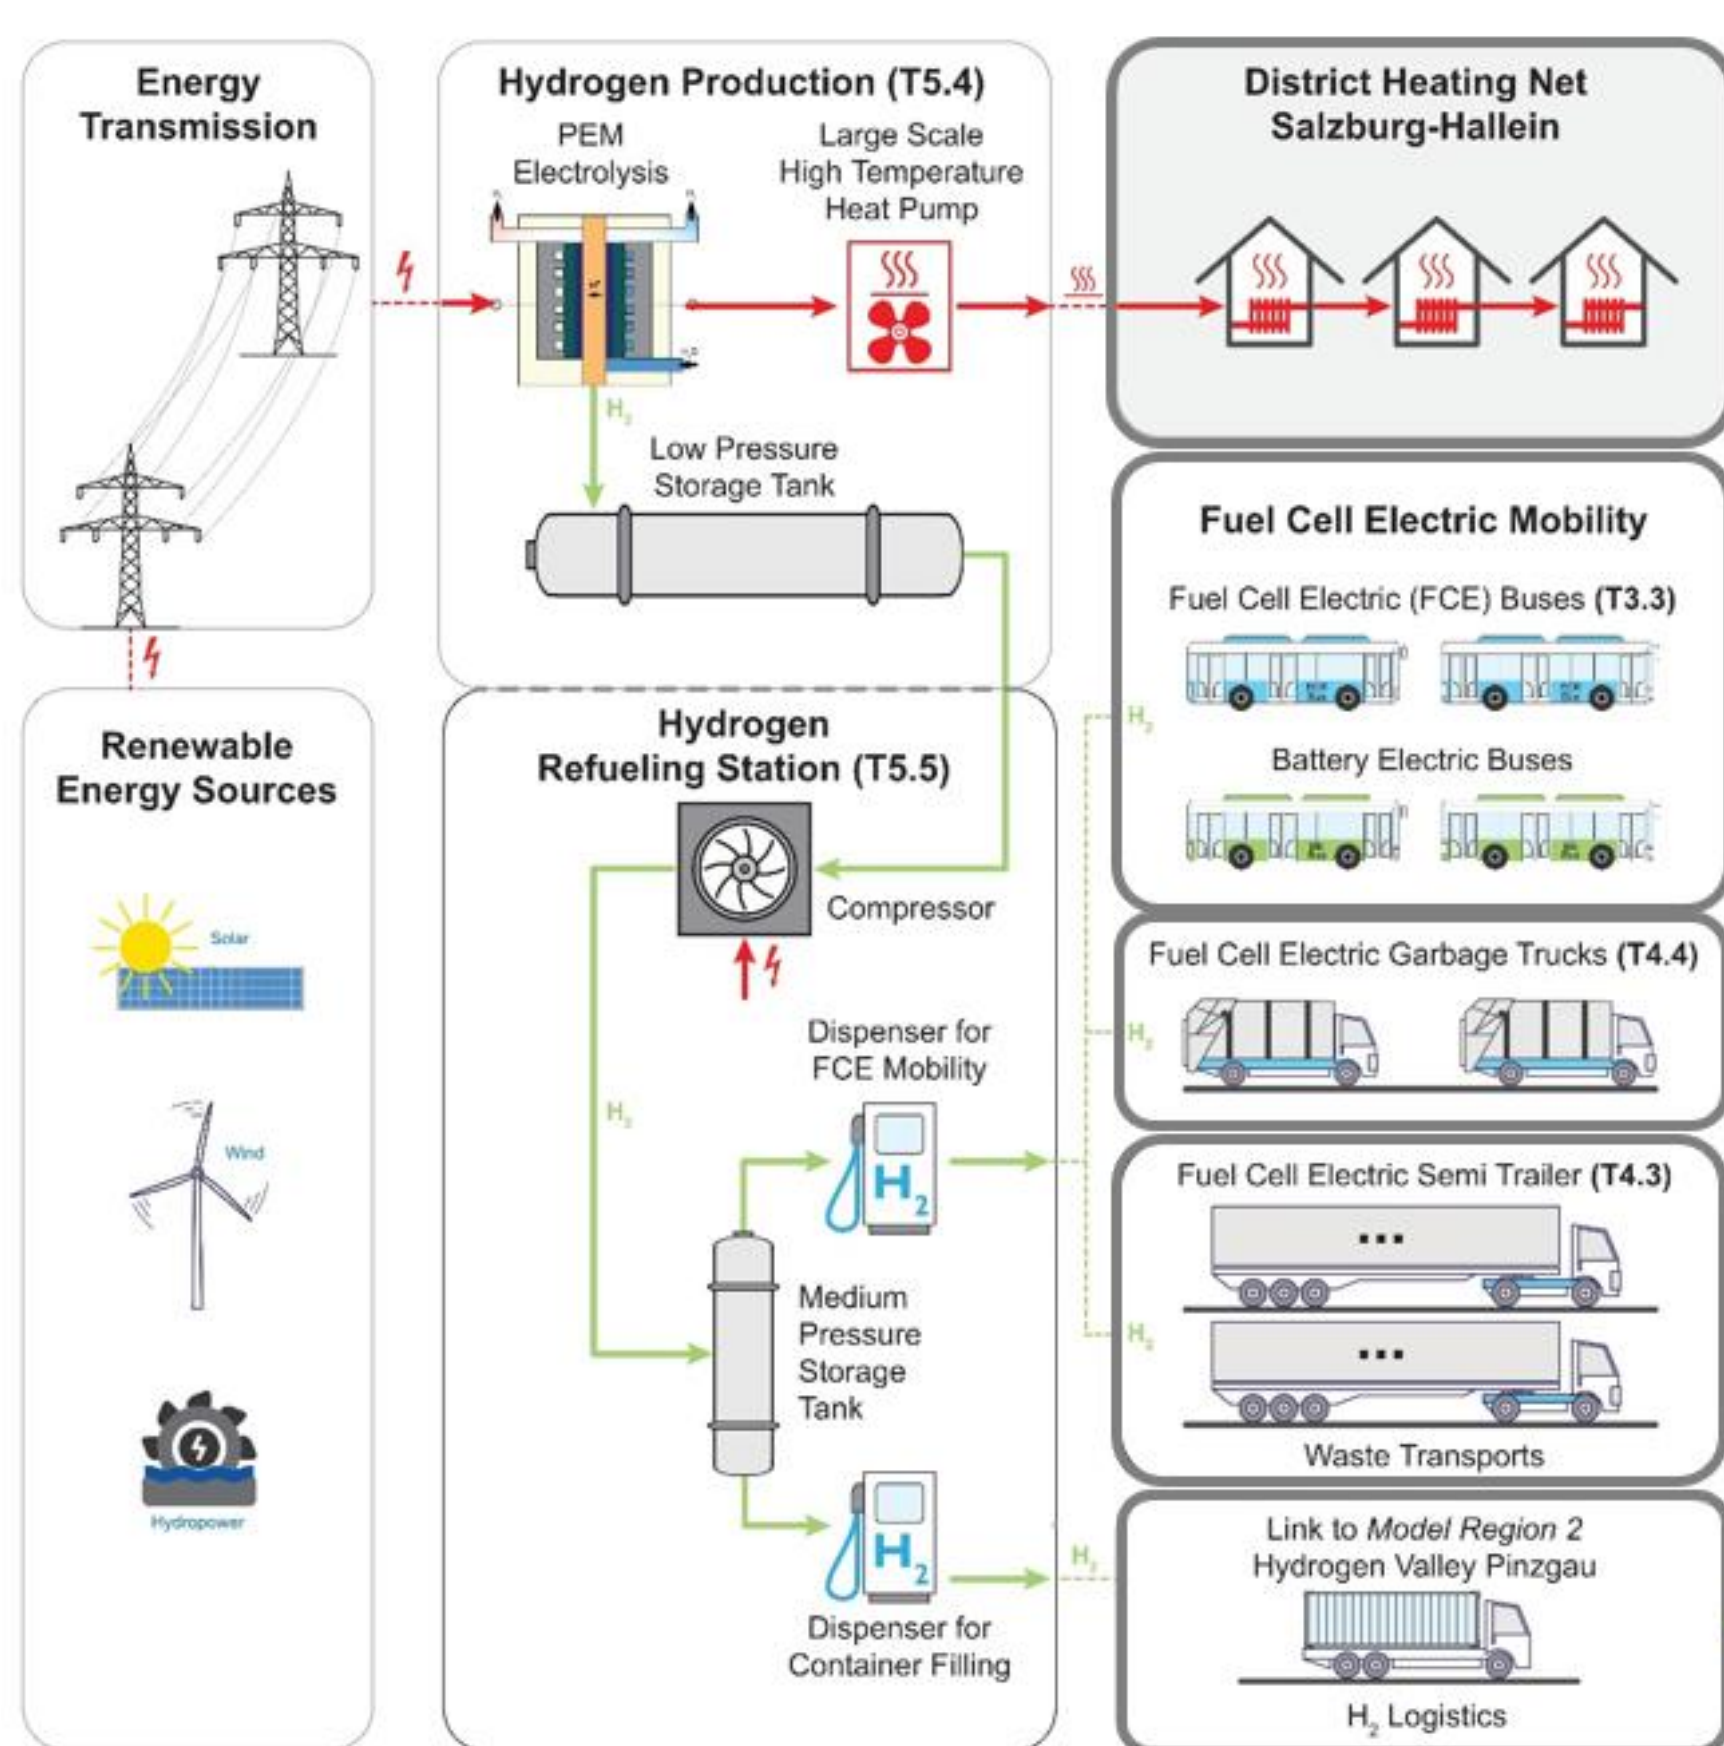 Energy
Transmission
Renewable
Energy Sources
Solar
Wind
Hydropower
Hydrogen Production (T5.4)
PEM
Electrolysis
Large Scale
High Temperature
Heat Pump
H₂
Low Pressure
Storage Tank
Hydrogen
Refueling Station (T5.5)
Compressor
Dispenser for
FCE Mobility
H₂
H₂
Medium
Pressure
Storage
Tank
H₂
Dispenser for
Container Filling
H₂
District Heating Net
Salzburg-Hallein
Fuel Cell Electric Mobility
Fuel Cell Electric (FCE) Buses (T3.3)
H₂
Battery Electric Buses
Fuel Cell Electric Garbage Trucks (T4.4)
H₂
Fuel Cell Electric Semi Trailer (T4.3)
...
H₂
...
Waste Transports
Link to Model Region 2
Hydrogen Valley Pinzgau
H₂ Logistics